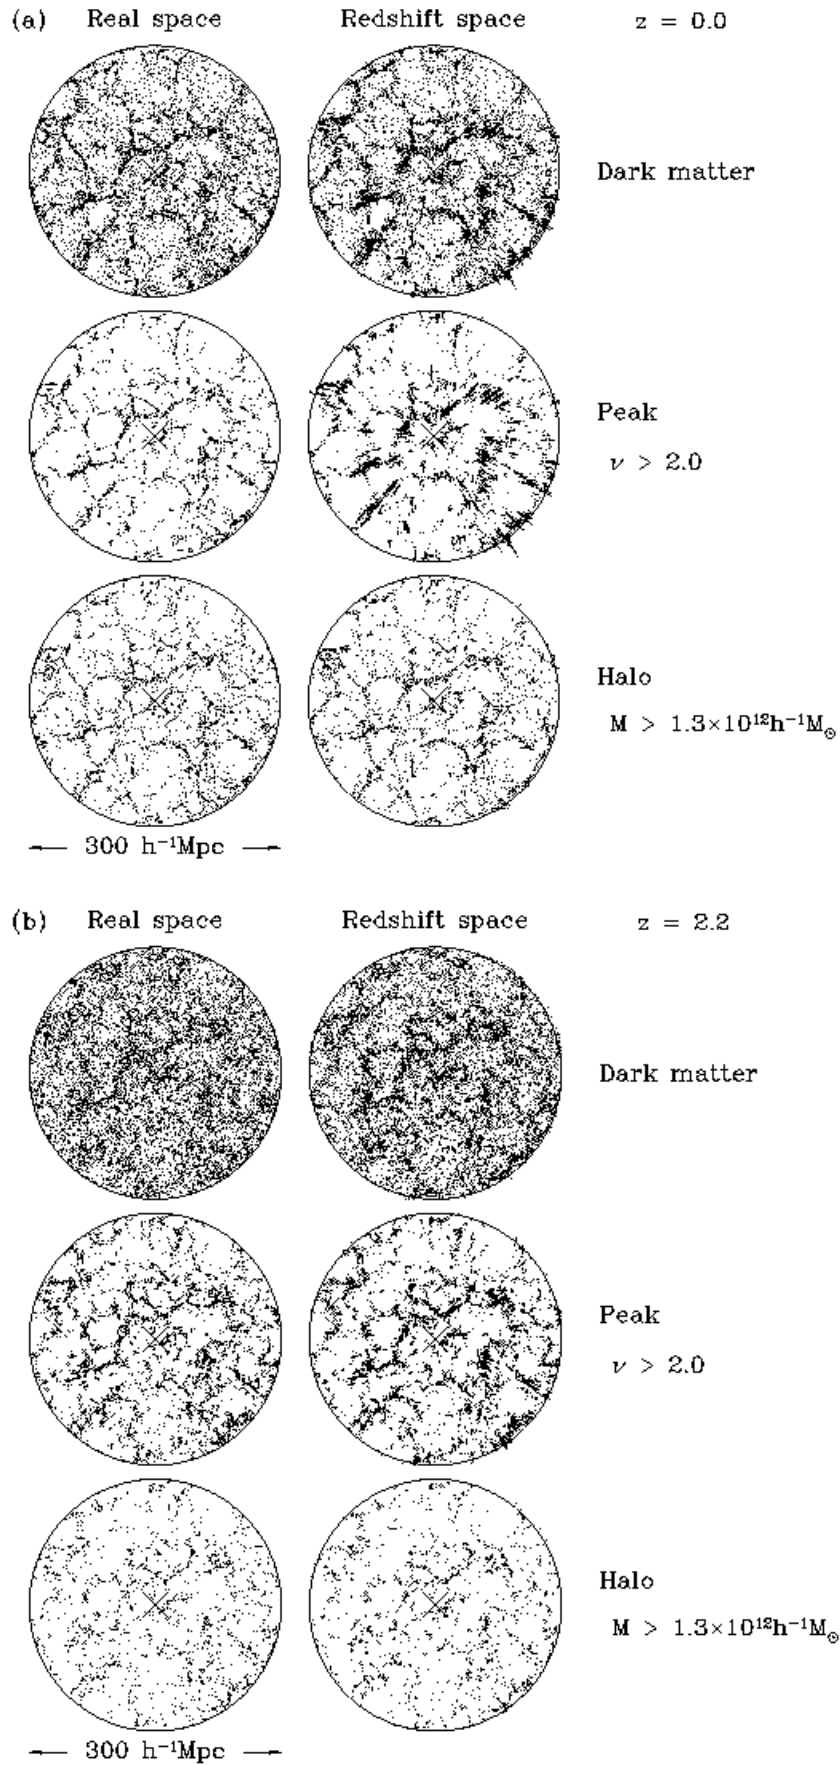 (a) Real space Redshift space z = 0.0
Dark matter
Peak
ν > 2.0
Halo
M > 1.3×10¹²h⁻¹M⊙
300 h⁻¹Mpc
(b) Real space Redshift space z = 2.2
Dark matter
Peak
ν > 2.0
Halo
M > 1.3×10¹²h⁻¹M⊙
300 h⁻¹Mpc